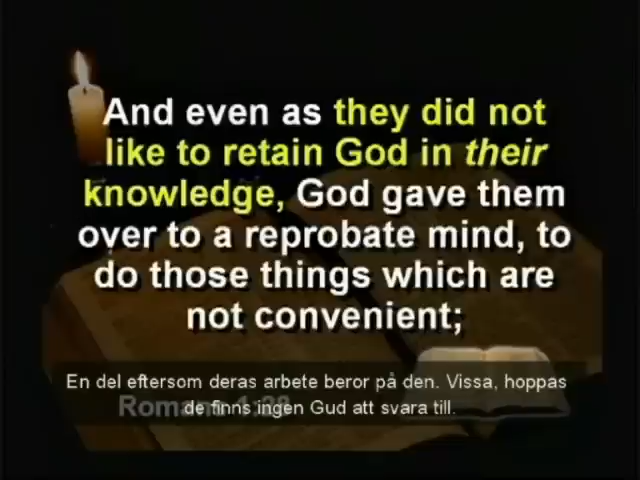 And even as they did not
like to retain God in their
knowledge, God gave them
over to a reprobate mind, to
do those things which are
not convenient;
En del eftersom deras arbete beror på den. Vissa, hoppas
de finns ingen Gud att svara till.
Romans 1:28